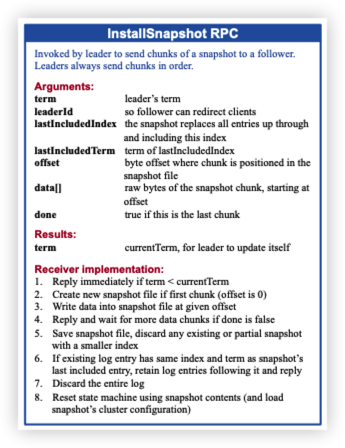 InstallSnapshot RPC
Invoked by leader to send chunks of a snapshot to a follower.
Leaders always send chunks in order.
Arguments:
term leader's term
leaderId so follower can redirect clients
lastIncludedIndex the snapshot replaces all entries up through
and including this index
lastIncludedTerm term of lastIncludedIndex
offset byte offset where chunk is positioned in the
snapshot file
data[] raw bytes of the snapshot chunk, starting at
offset
done true if this is the last chunk
Results:
term currentTerm, for leader to update itself
Receiver implementation:
1. Reply immediately if term < currentTerm
2. Create new snapshot file if first chunk (offset is 0)
3. Write data into snapshot file at given offset
4. Reply and wait for more data chunks if done is false
5. Save snapshot file, discard any existing or partial snapshot
with a smaller index
6. If existing log entry has same index and term as snapshot's
last included entry, retain log entries following it and reply
7. Discard the entire log
8. Reset state machine using snapshot contents (and load
snapshot's cluster configuration)